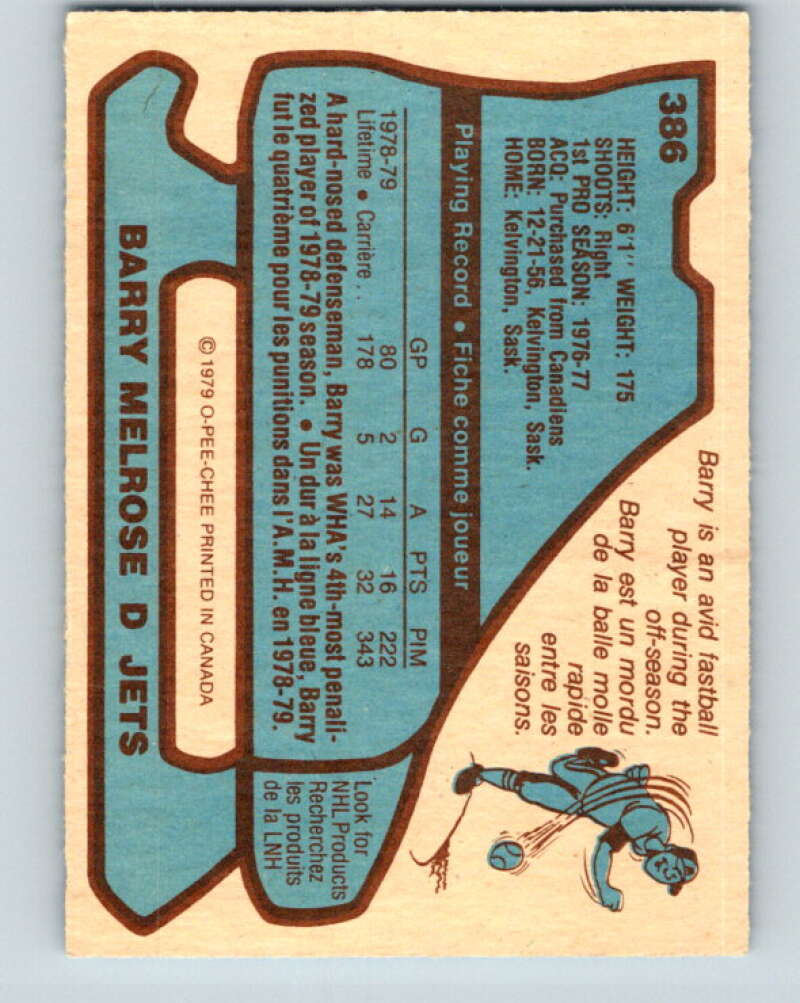 386
HEIGHT: 6'1" WEIGHT: 175
SHOOTS: Right
1st PRO SEASON: 1976-77
ACQ: Purchased from Canadiens
BORN: 12-21-56, Kelvington, Sask.
HOME: Kelvington, Sask.
Barry is an avid fastball
player during the
off-season.
Barry est un mordu
de la balle molle
rapide
entre les
saisons.
Playing Record • Fiche comme joueur
GP G A PTS PIM
1978-79 80 2 14 16 222
Lifetime • Carrière.. 178 5 27 32 343
A hard-nosed defenseman, Barry was WHA's 4th-most penali-
zed player of 1978-79 season. • Un dur à la ligne bleue, Barry
fut le quatrième pour les punitions dans l'A.M.H. en 1978-79.
Look for
NHL Products
Recherchez
les produits
de la LNH
© 1979 O-PEE-CHEE PRINTED IN CANADA
BARRY MELROSE D JETS